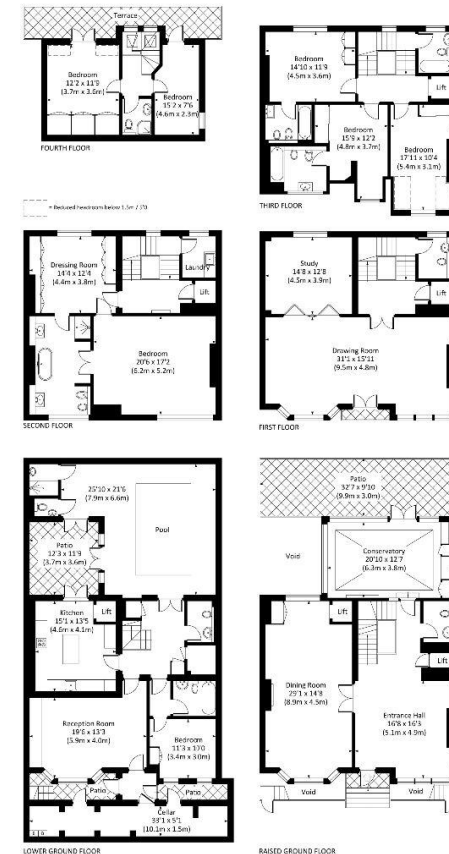 Terrace
Bedroom
12'2 x 11'9
(3.7m x 3.6m)
Bedroom
15'2 x 7'6
(4.6m x 2.3m)
FOURTH FLOOR
Bedroom
14'10 x 11'9
(4.5m x 3.6m)
Lift
Bedroom
15'9 x 12'2
(4.8m x 3.7m)
Bedroom
17'11 x 10'4
(5.4m x 3.1m)
THIRD FLOOR
= Reduced headroom below 1.5m / 5'0
Dressing Room
14'4 x 12'4
(4.4m x 3.8m)
Laundry
Lift
Bedroom
20'6 x 17'2
(6.2m x 5.2m)
SECOND FLOOR
Study
14'8 x 12'8
(4.5m x 3.9m)
Lift
Drawing Room
31'1 x 15'11
(9.5m x 4.8m)
FIRST FLOOR
25'10 x 21'6
(7.9m x 6.6m)
Pool
Patio
12'3 x 11'9
(3.7m x 3.6m)
Kitchen
15'1 x 13'5
(4.6m x 4.1m)
Lift
Reception Room
19'6 x 13'3
(5.9m x 4.0m)
Bedroom
11'3 x 10'0
(3.4m x 3.0m)
Patio
Patio
Cellar
33'1 x 5'1
(10.1m x 1.5m)
LOWER GROUND FLOOR
Patio
32'7 x 9'10
(9.9m x 3.0m)
Void
Conservatory
20'10 x 12'7
(6.3m x 3.8m)
Lift
Lift
Dining Room
29'1 x 14'8
(8.9m x 4.5m)
Entrance Hall
16'8 x 16'3
(5.1m x 4.9m)
Void
Void
RAISED GROUND FLOOR